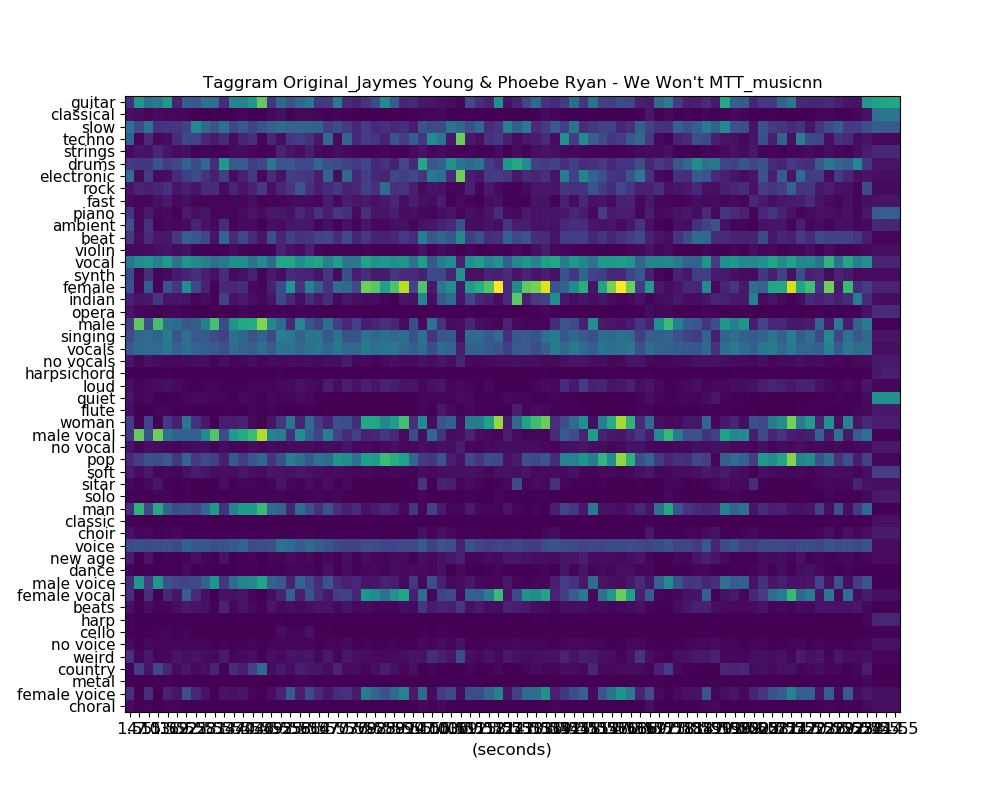 Taggram Original_Jaymes Young & Phoebe Ryan - We Won't MTT_musicnn
guitar
classical
slow
techno
strings
drums
electronic
rock
fast
piano
ambient
beat
violin
vocal
synth
female
indian
opera
male
singing
vocals
no vocals
harpsichord
loud
quiet
flute
woman
male vocal
no vocal
pop
soft
sitar
solo
man
classic
choir
voice
new age
dance
male voice
female vocal
beats
harp
cello
no voice
weird
country
metal
female voice
choral
(seconds)